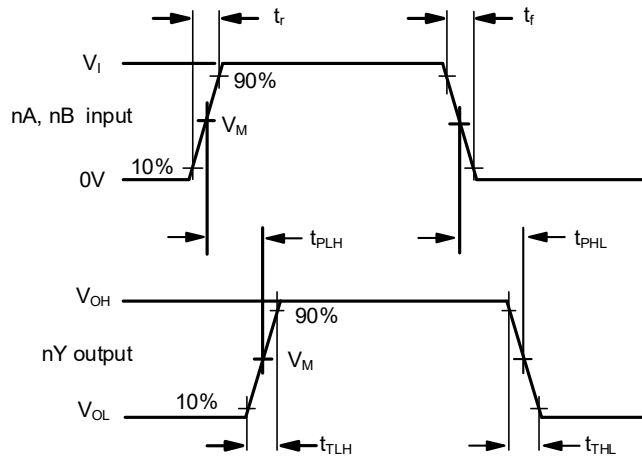 tr tf
VI
90%
nA, nB input
VM
10%
0V
tPLH tPHL
VOH
90%
nY output
VM
10%
VOL
tTLH tTHL